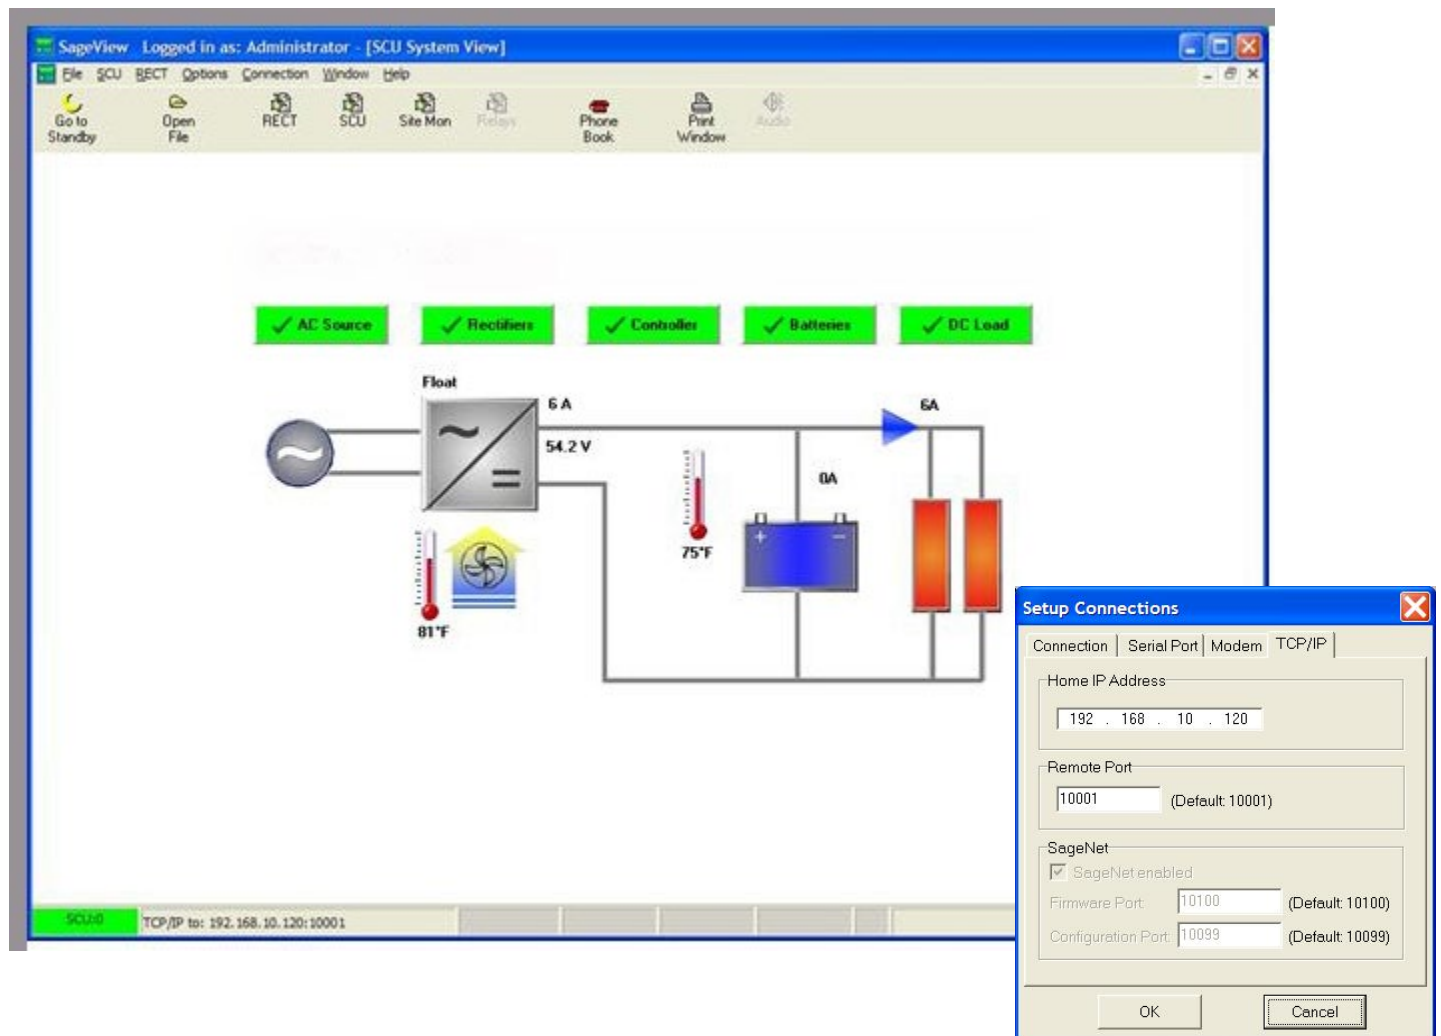 SageView Logged in as: Administrator - [SCU System View]
File SCU RECT Options Connection Window Help
Go to Standby
Open File
RECT
SCU
Site Mon
Relays
Phone Book
Print Window
Audio
AC Source
Rectifiers
Controller
Batteries
DC Load
Float
6 A
6A
54.2 V
0A
75°F
81°F
SCU:0
TCP/IP to: 192.168.10.120:10001
Setup Connections
Connection Serial Port Modem TCP/IP
Home IP Address
192 . 168 . 10 . 120
Remote Port
10001 (Default: 10001)
SageNet
SageNet enabled
Firmware Port: 10100 (Default: 10100)
Configuration Port: 10099 (Default: 10099)
OK Cancel